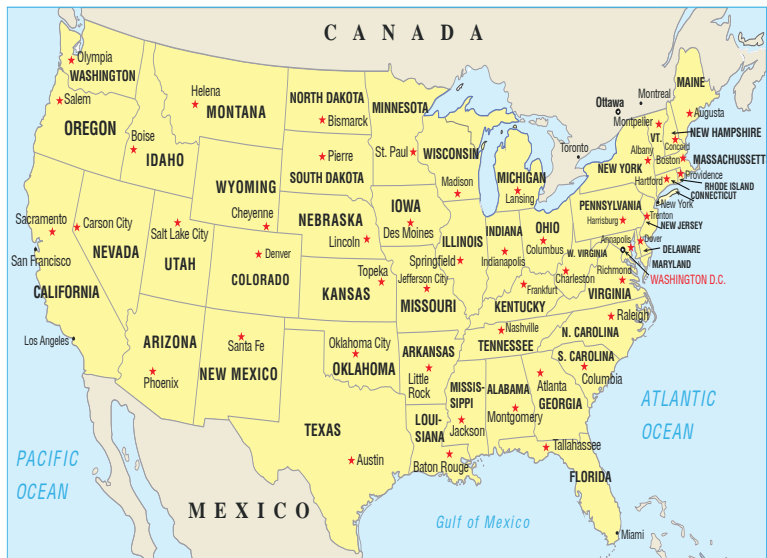 CANADA
Olympia
WASHINGTON
Salem
OREGON
Helena
MONTANA
Boise
IDAHO
WYOMING
Cheyenne
NORTH DAKOTA
Bismarck
Pierre
SOUTH DAKOTA
MINNESOTA
St. Paul
WISCONSIN
Madison
MICHIGAN
Lansing
Toronto
Ottawa
Montreal
MAINE
Augusta
Montpelier
VT.
NEW HAMPSHIRE
Concord
Albany
Boston
MASSACHUSSETT
NEW YORK
Hartford
Providence
RHODE ISLAND
CONNECTICUT
New York
PENNSYLVANIA
Harrisburg
Trenton
NEW JERSEY
Annapolis
Dover
DELAWARE
MARYLAND
WASHINGTON D.C.
Sacramento
Carson City
San Francisco
NEVADA
CALIFORNIA
Los Angeles
Salt Lake City
UTAH
Denver
COLORADO
NEBRASKA
Lincoln
IOWA
Des Moines
ILLINOIS
Springfield
INDIANA
Indianapolis
OHIO
Columbus
W. VIRGINIA
Charleston
Richmond
VIRGINIA
Topeka
KANSAS
Jefferson City
MISSOURI
Frankfurt
KENTUCKY
Raleigh
N. CAROLINA
Nashville
TENNESSEE
ARIZONA
Phoenix
Santa Fe
NEW MEXICO
Oklahoma City
OKLAHOMA
ARKANSAS
Little
Rock
S. CAROLINA
Columbia
MISSIS-
SIPPI
Jackson
ALABAMA
Montgomery
Atlanta
GEORGIA
TEXAS
Austin
LOUI-
SIANA
Baton Rouge
Tallahassee
FLORIDA
Miami
ATLANTIC
OCEAN
PACIFIC
OCEAN
MEXICO
Gulf of Mexico